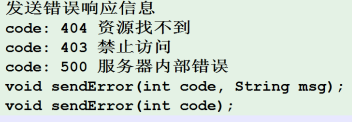 发送错误响应信息
code: 404 资源找不到
code: 403 禁止访问
code: 500 服务器内部错误
void sendError(int code, String msg);
void sendError(int code);